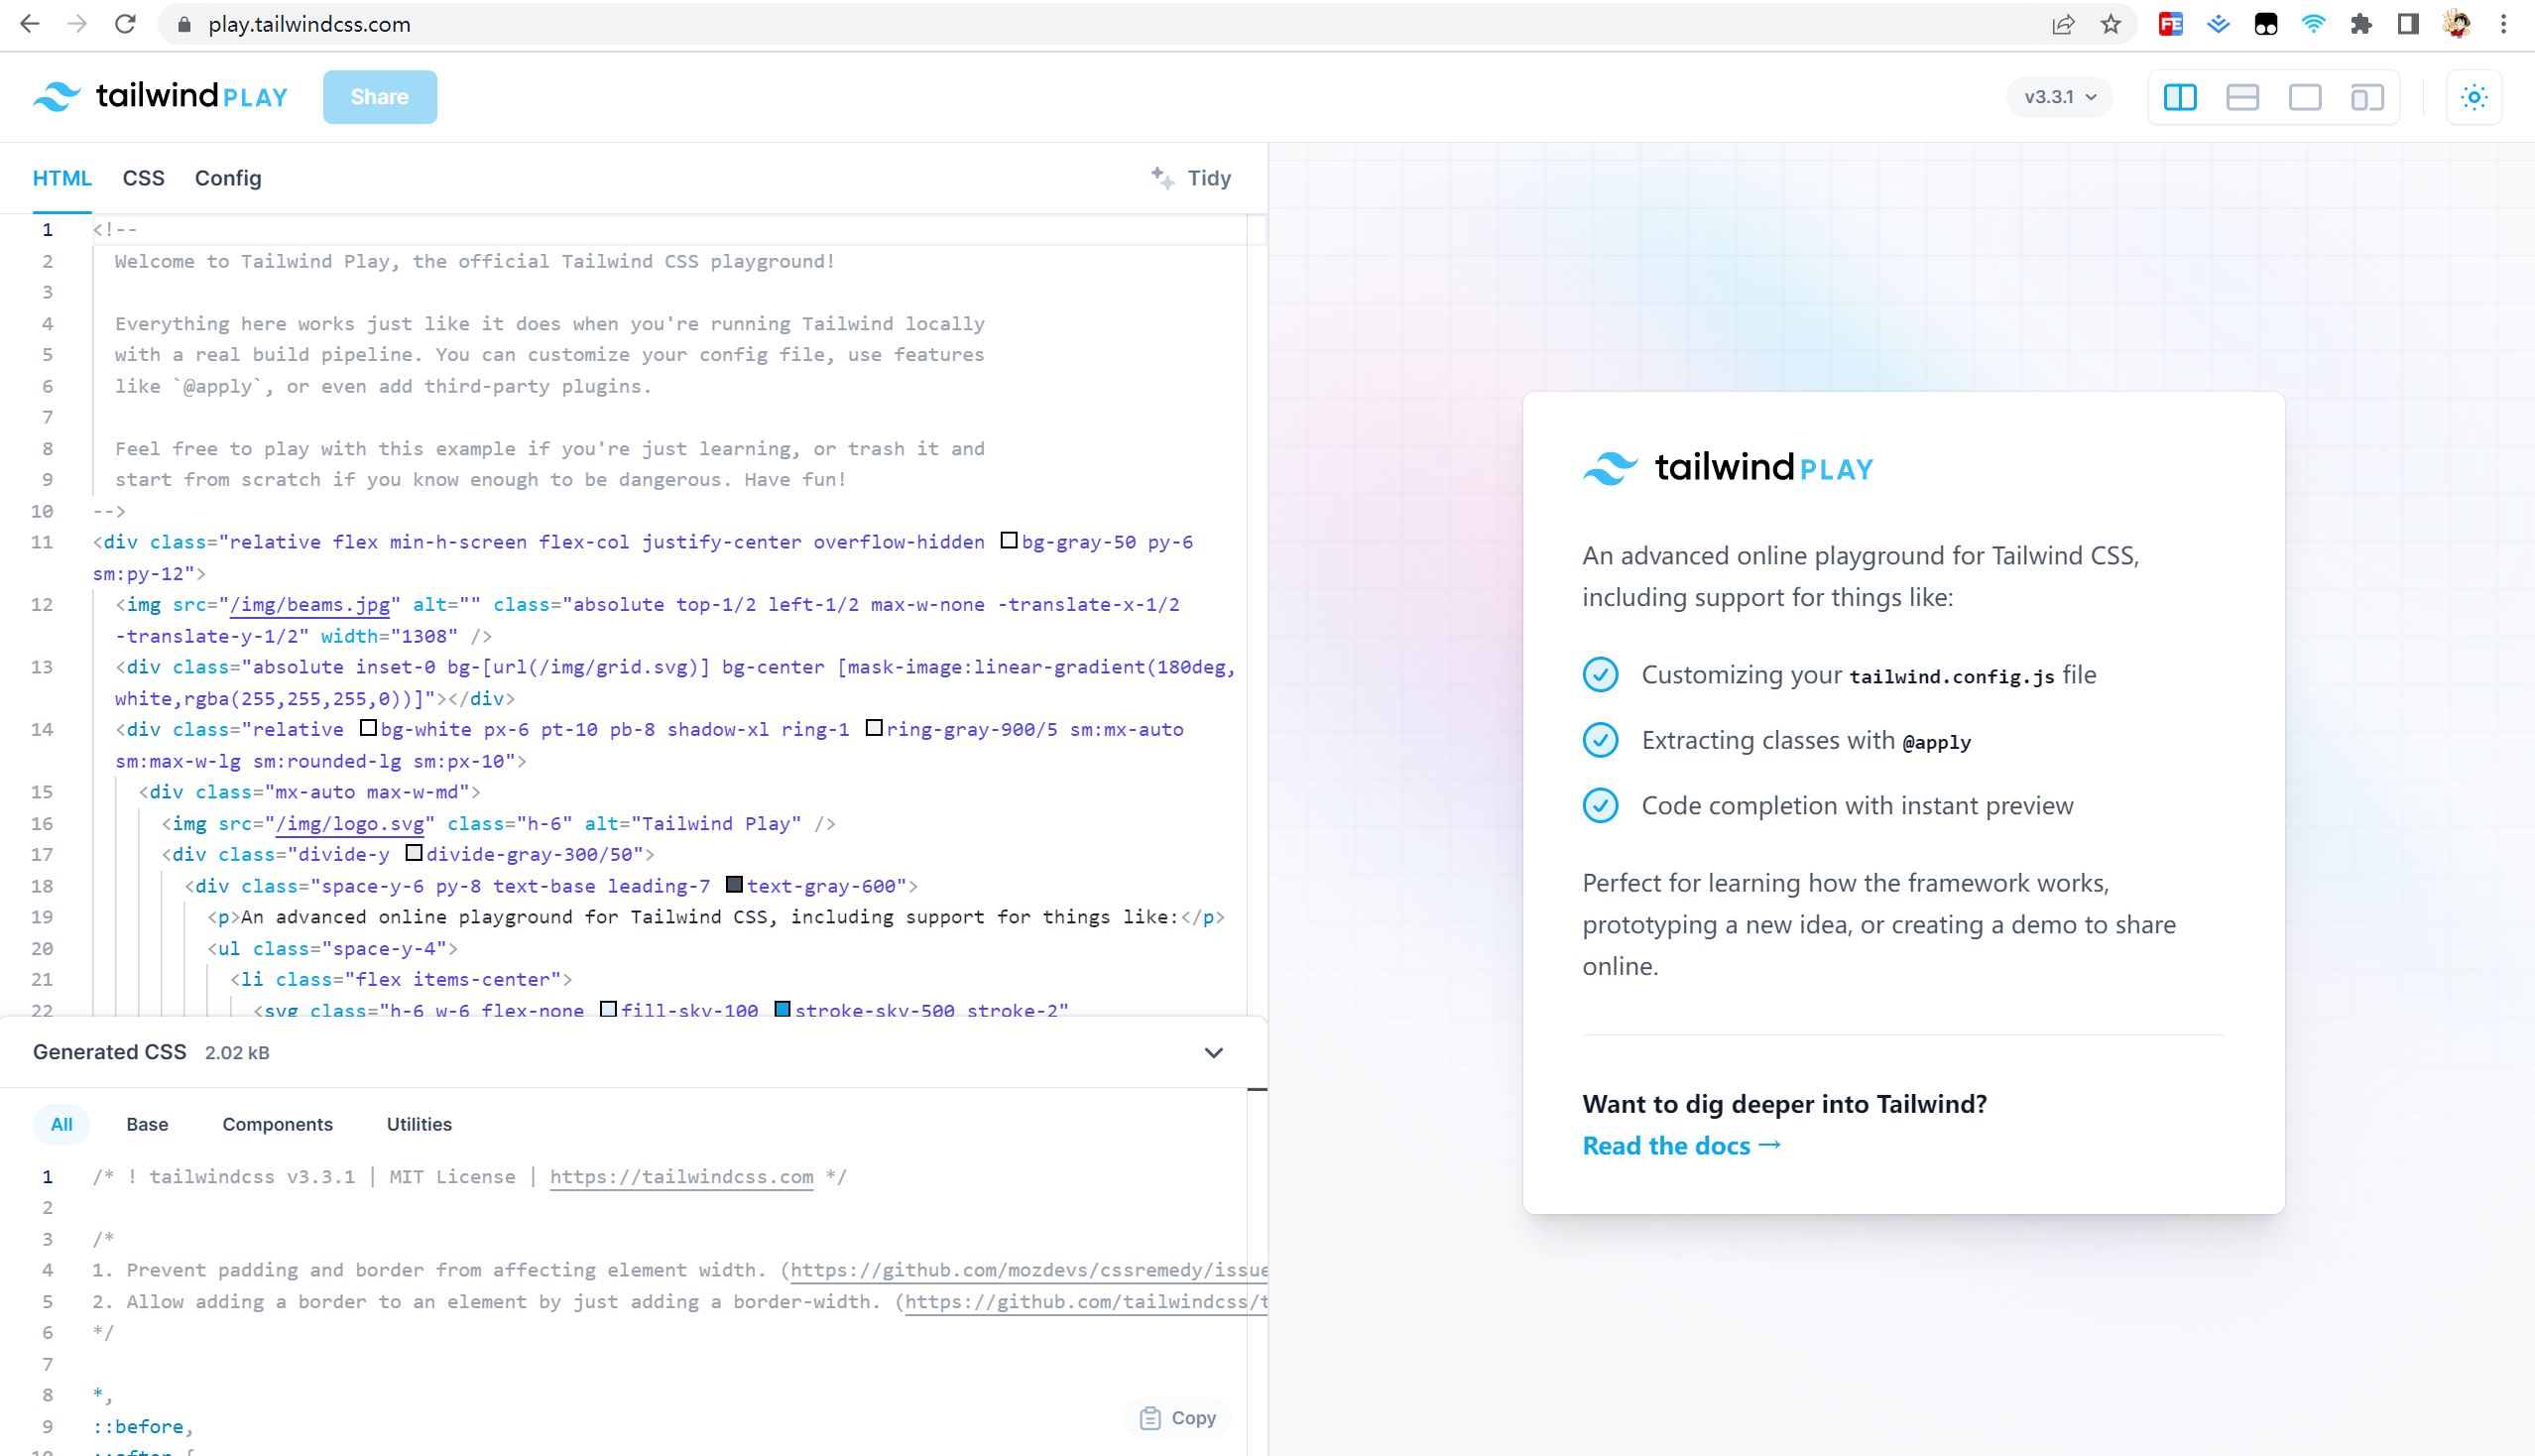 play.tailwindcss.com
tailwind PLAY
Share
v3.3.1
HTML CSS Config
Tidy
1 <!--
2 Welcome to Tailwind Play, the official Tailwind CSS playground!
3
4 Everything here works just like it does when you're running Tailwind locally
5 with a real build pipeline. You can customize your config file, use features
6 like `@apply`, or even add third-party plugins.
7
8 Feel free to play with this example if you're just learning, or trash it and
9 start from scratch if you know enough to be dangerous. Have fun!
10 -->
11 <div class="relative flex min-h-screen flex-col justify-center overflow-hidden bg-gray-50 py-6
sm:py-12">
12 <img src="/img/beams.jpg" alt="" class="absolute top-1/2 left-1/2 max-w-none -translate-x-1/2
-translate-y-1/2" width="1308" />
13 <div class="absolute inset-0 bg-[url(/img/grid.svg)] bg-center [mask-image:linear-gradient(180deg,
white,rgba(255,255,255,0))]"></div>
14 <div class="relative bg-white px-6 pt-10 pb-8 shadow-xl ring-1 ring-gray-900/5 sm:mx-auto
sm:max-w-lg sm:rounded-lg sm:px-10">
15 <div class="mx-auto max-w-md">
16 <img src="/img/logo.svg" class="h-6" alt="Tailwind Play" />
17 <div class="divide-y divide-gray-300/50">
18 <div class="space-y-6 py-8 text-base leading-7 text-gray-600">
19 <p>An advanced online playground for Tailwind CSS, including support for things like:</p>
20 <ul class="space-y-4">
21 <li class="flex items-center">
22 <svg class="h-6 w-6 flex-none fill-sky-100 stroke-sky-500 stroke-2"
Generated CSS 2.02 kB
All Base Components Utilities
1 /* ! tailwindcss v3.3.1 | MIT License | https://tailwindcss.com */
2
3 /*
4 1. Prevent padding and border from affecting element width. (https://github.com/mozdevs/cssremedy/issue
5 2. Allow adding a border to an element by just adding a border-width. (https://github.com/tailwindcss/t
6 */
7
8 *,
9 ::before,
10 ::after {
Copy
tailwind PLAY
An advanced online playground for Tailwind CSS,
including support for things like:
Customizing your tailwind.config.js file
Extracting classes with @apply
Code completion with instant preview
Perfect for learning how the framework works,
prototyping a new idea, or creating a demo to share
online.
Want to dig deeper into Tailwind?
Read the docs →